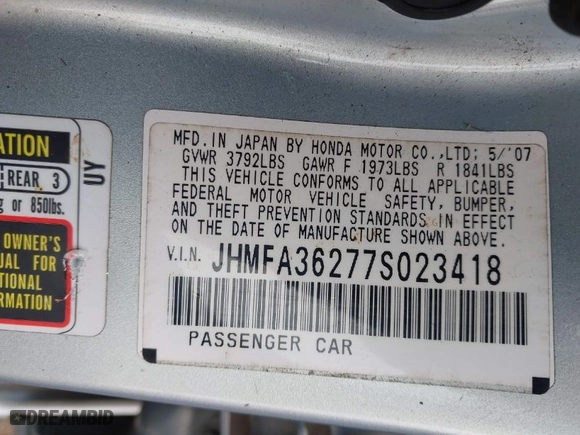 ATION
REAR 3
g or 850lbs.
OWNER'S
UAL FOR
TIONAL
ORMATION
UY
MFD.IN JAPAN BY HONDA MOTOR CO.,LTD; 5/'07
GVWR 3792LBS GAWR F 1973LBS R 1841LBS
THIS VEHICLE CONFORMS TO ALL APPLICABLE
FEDERAL MOTOR VEHICLE SAFETY, BUMPER,
AND THEFT PREVENTION STANDARDS IN EFFECT
ON THE DATE OF MANUFACTURE SHOWN ABOVE.
V.I.N. JHMFA36277S023418
PASSENGER CAR
DREAMBID